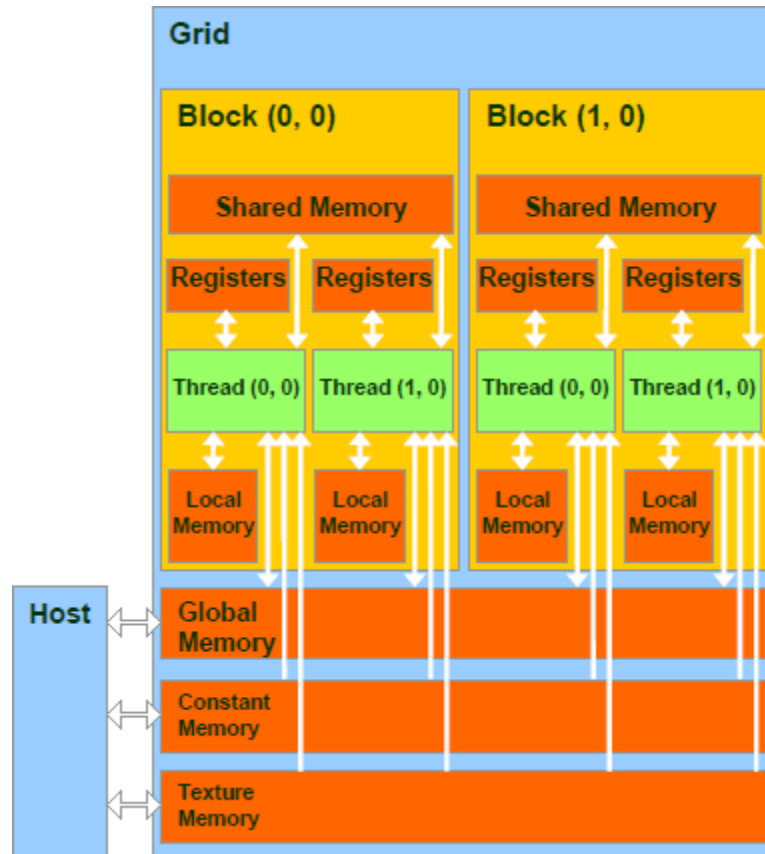 Grid
Block (0, 0)
Block (1, 0)
Shared Memory
Shared Memory
Registers
Registers
Registers
Registers
Thread (0, 0)
Thread (1, 0)
Thread (0, 0)
Thread (1, 0)
Local
Memory
Local
Memory
Local
Memory
Local
Memory
Host
Global
Memory
Constant
Memory
Texture
Memory